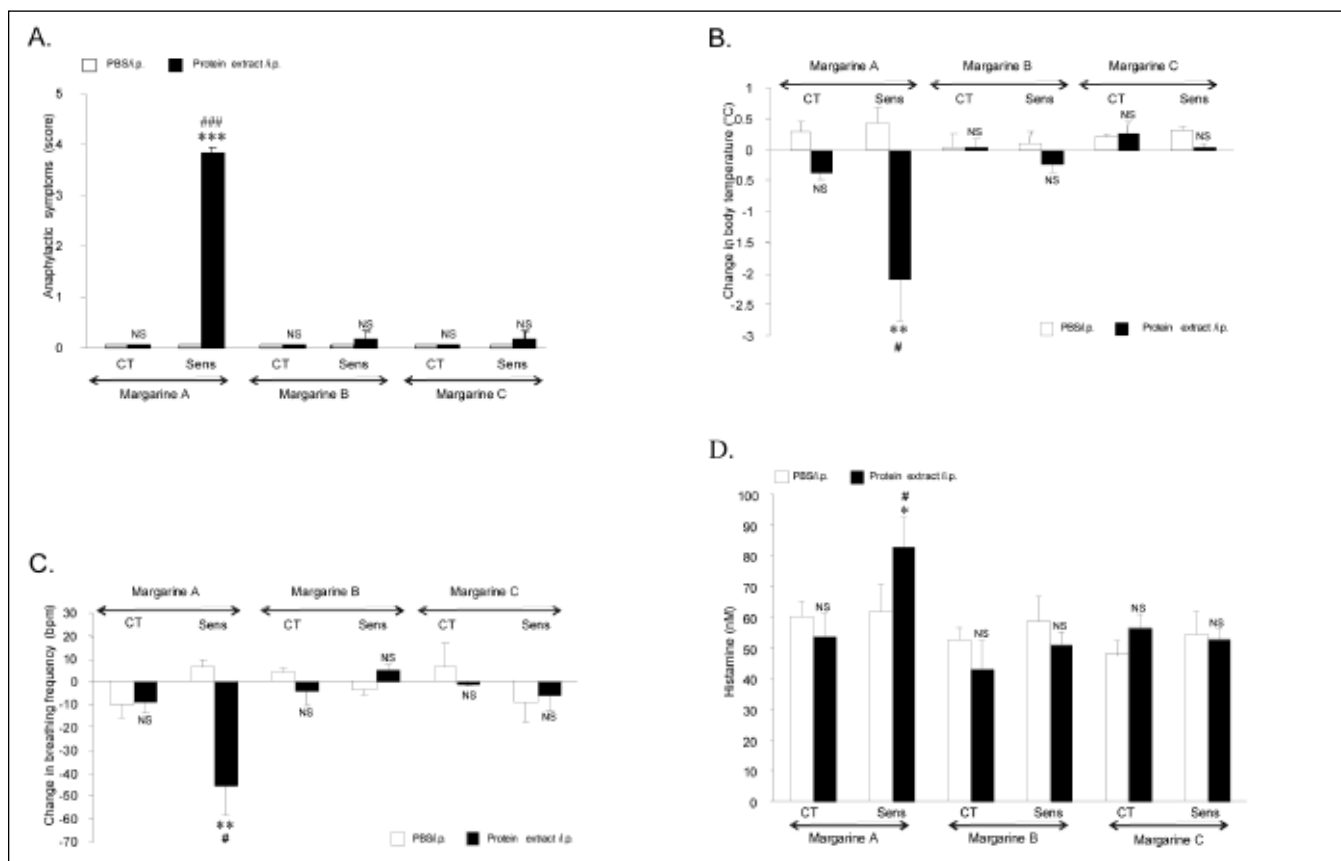 A.
PBS/i.p. Protein extract /i.p.
Anaphylactic symptoms (score)
5
4
3
2
1
0
###
***
NS NS NS NS NS
CT Sens CT Sens CT Sens
Margarine A Margarine B Margarine C
B.
Margarine A Margarine B Margarine C
CT Sens CT Sens CT Sens
Change in body temperature (°C)
1
0.5
0
-0.5
-1
-1.5
-2
-2.5
-3
NS NS NS NS NS
**
#
PBS/i.p. Protein extract /i.p.
C.
Margarine A Margarine B Margarine C
CT Sens CT Sens CT Sens
Change in breathing frequency (bpm)
30
20
10
0
-10
-20
-30
-40
-50
-60
-70
NS NS NS NS NS
**
#
PBS/i.p. Protein extract /i.p.
D.
PBS/i.p. Protein extract /i.p.
Histamine (nM)
100
90
80
70
60
50
40
30
20
10
0
#
*
NS NS NS NS NS
CT Sens CT Sens CT Sens
Margarine A Margarine B Margarine C